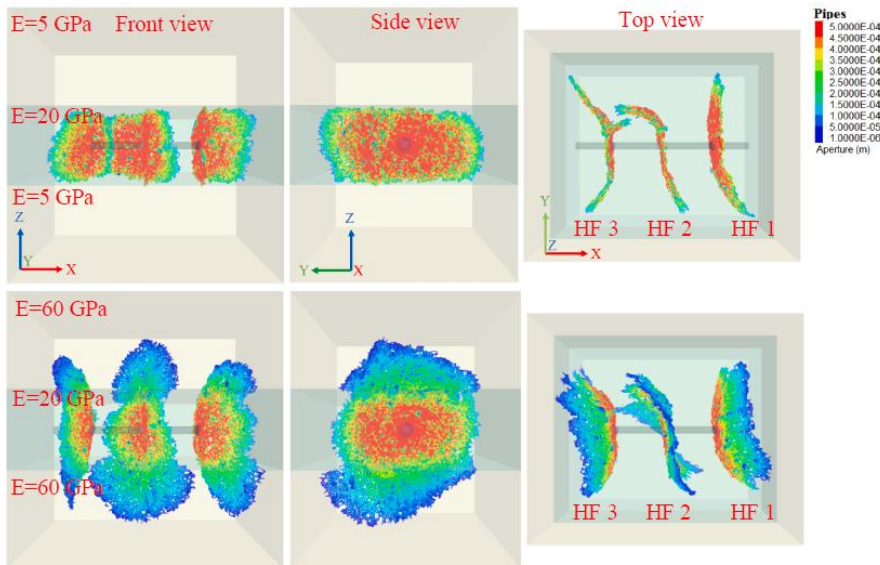 E=5 GPa
Front view
Side view
Top view
E=20 GPa
E=5 GPa
Z
Y
X
Z
Y
X
Y
Z
X
HF 3
HF 2
HF 1
Pipes
5.0000E-04
4.5000E-04
4.0000E-04
3.5000E-04
3.0000E-04
2.5000E-04
2.0000E-04
1.5000E-04
1.0000E-04
5.0000E-05
1.0000E-06
Aperture (m)
E=60 GPa
E=20 GPa
E=60 GPa
HF 3
HF 2
HF 1